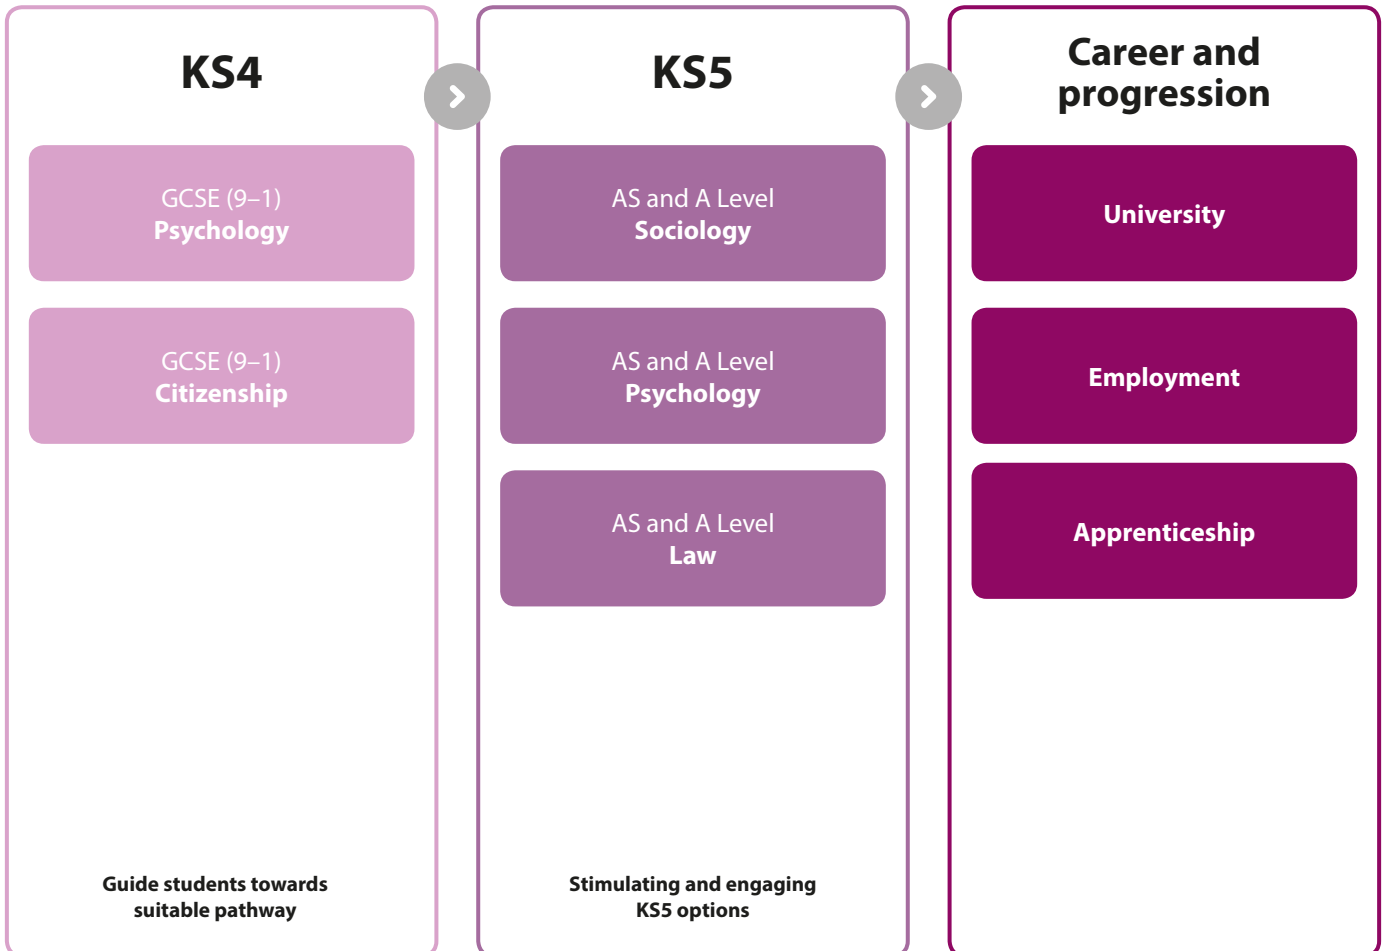 KS4
GCSE (9–1)
Psychology
GCSE (9–1)
Citizenship
Guide students towards
suitable pathway
KS5
AS and A Level
Sociology
AS and A Level
Psychology
AS and A Level
Law
Stimulating and engaging
KS5 options
Career and
progression
University
Employment
Apprenticeship